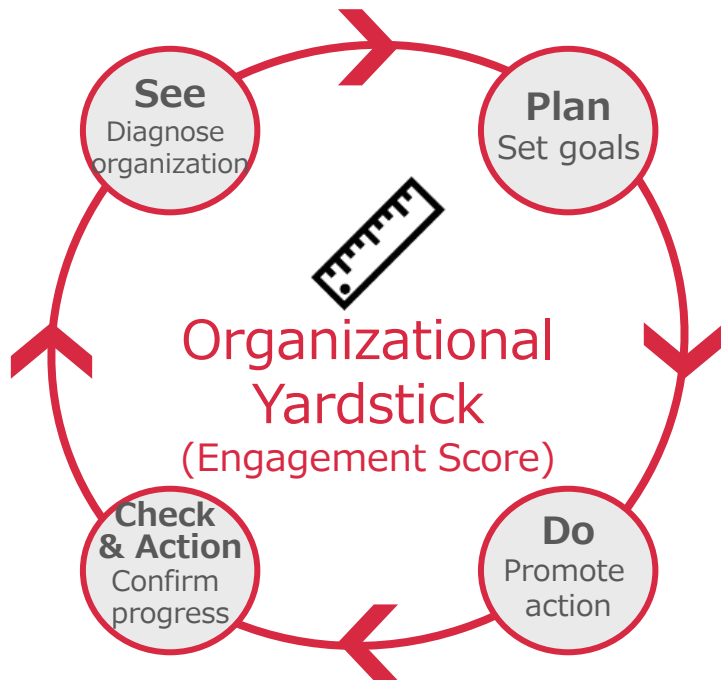 See
Diagnose
organization
Plan
Set goals
Organizational
Yardstick
(Engagement Score)
Check
& Action
Confirm
progress
Do
Promote
action